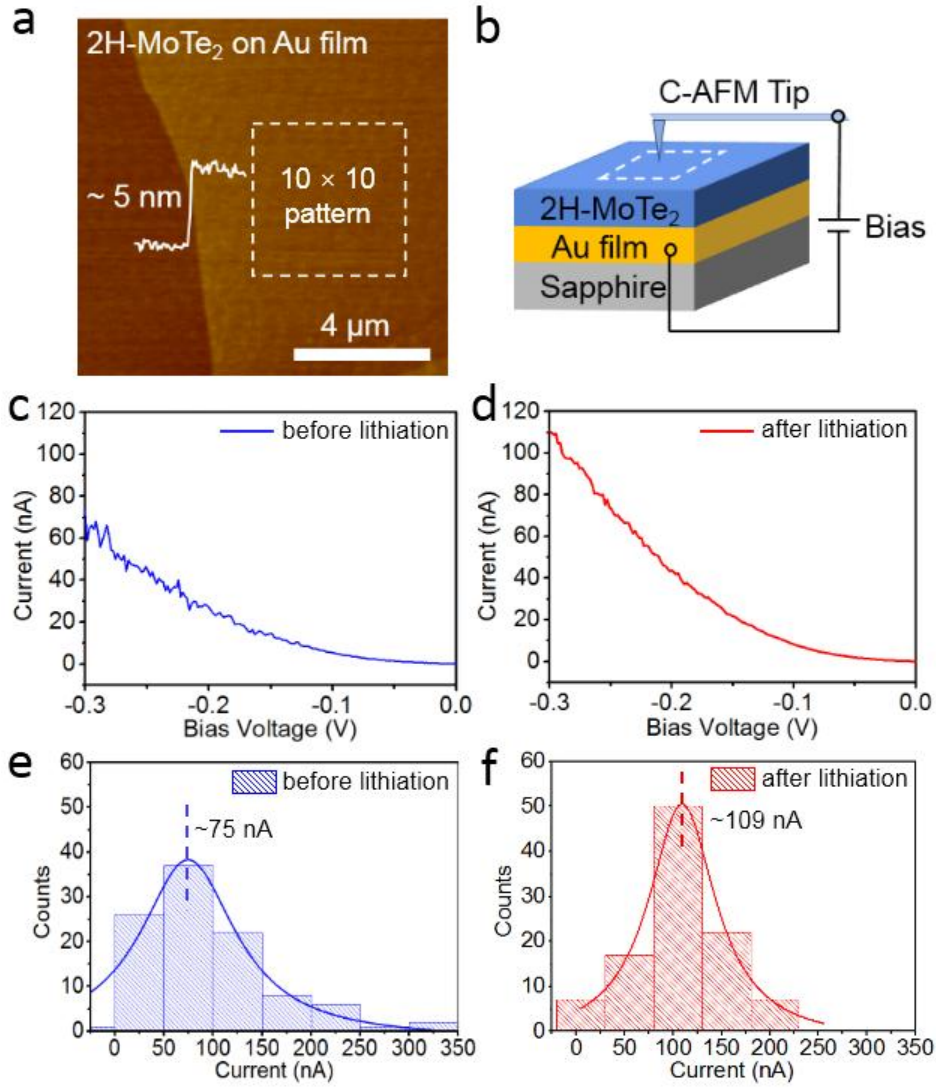 a
2H-MoTe₂ on Au film
~ 5 nm
10 × 10
pattern
4 μm
b
C-AFM Tip
2H-MoTe₂
Au film
Sapphire
Bias
c
before lithiation
120
100
80
60
40
20
0
Current (nA)
-0.3
-0.2
-0.1
0.0
Bias Voltage (V)
d
after lithiation
120
100
80
60
40
20
0
Current (nA)
-0.3
-0.2
-0.1
0.0
Bias Voltage (V)
e
before lithiation
~75 nA
60
50
40
30
20
10
0
Counts
0
50
100
150
200
250
300
350
Current (nA)
f
after lithiation
~109 nA
60
50
40
30
20
10
0
Counts
0
50
100
150
200
250
300
350
Current (nA)